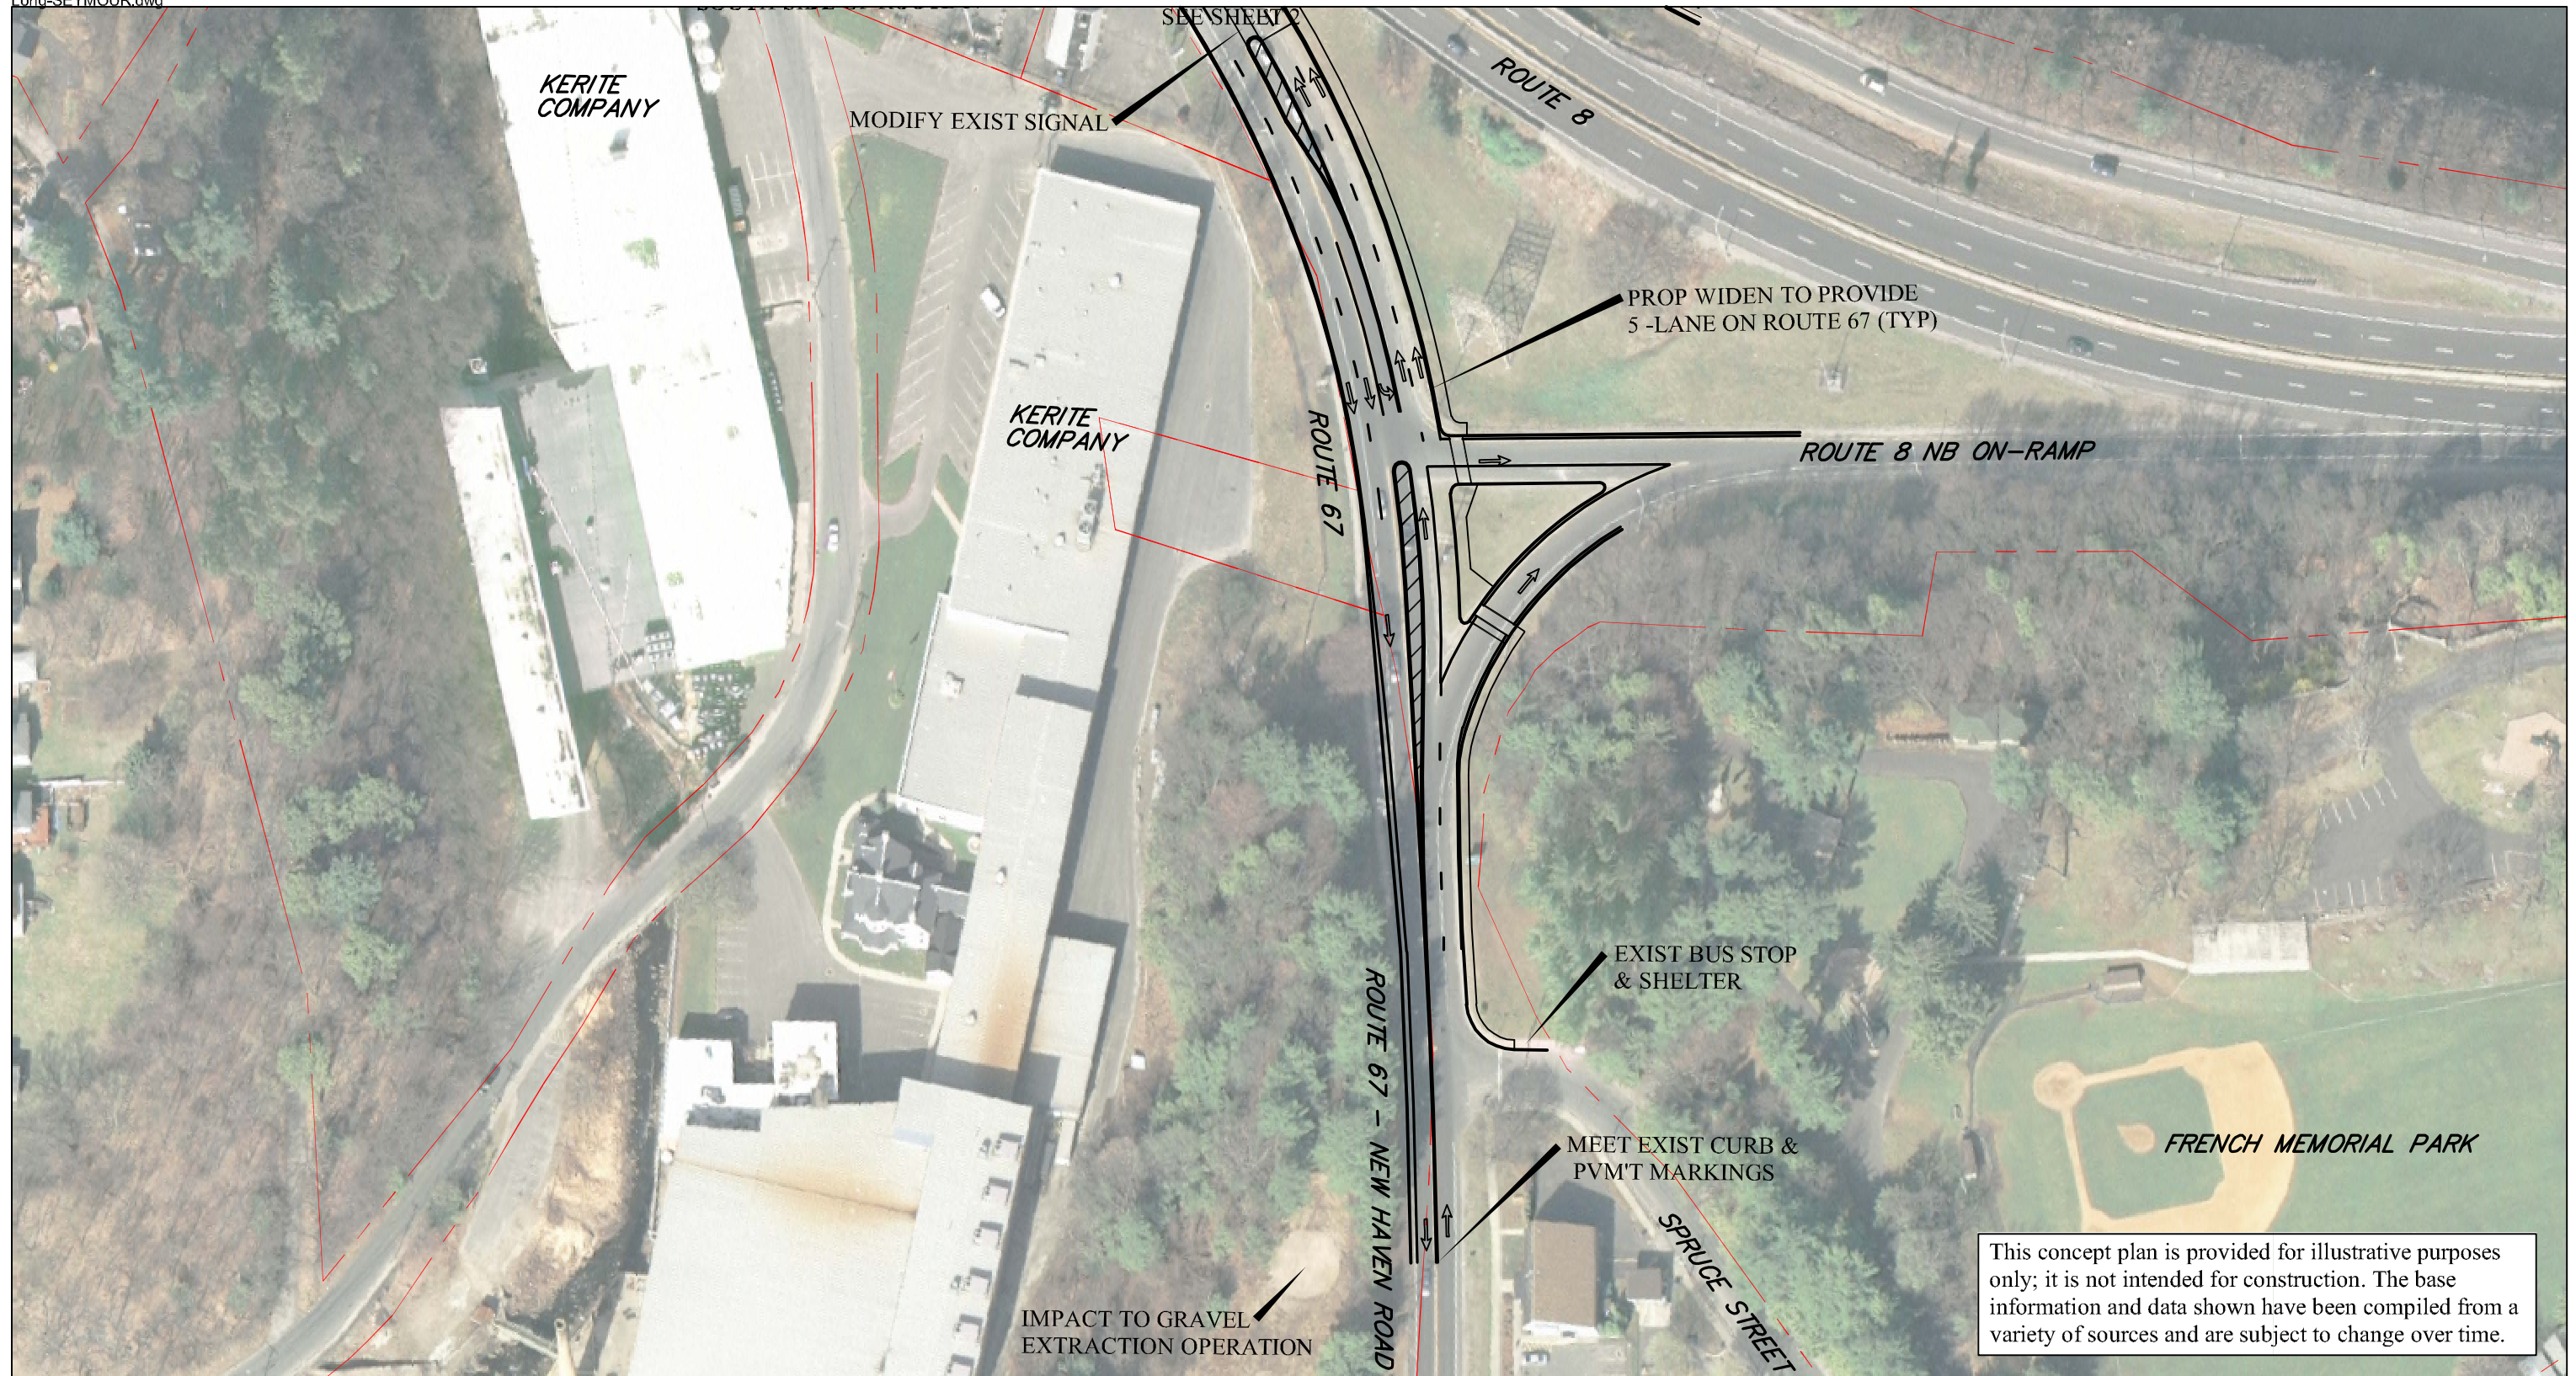 Long-SEYMOUR.dwg
SEE SHEET 2
KERITE
COMPANY
MODIFY EXIST SIGNAL
ROUTE 8
PROP WIDEN TO PROVIDE
5 -LANE ON ROUTE 67 (TYP)
KERITE
COMPANY
ROUTE 67
ROUTE 8 NB ON-RAMP
EXIST BUS STOP
& SHELTER
ROUTE 67 - NEW HAVEN ROAD
MEET EXIST CURB &
PVM'T MARKINGS
FRENCH MEMORIAL PARK
SPRUCE STREET
IMPACT TO GRAVEL
EXTRACTION OPERATION
This concept plan is provided for illustrative purposes
only; it is not intended for construction. The base
information and data shown have been compiled from a
variety of sources and are subject to change over time.